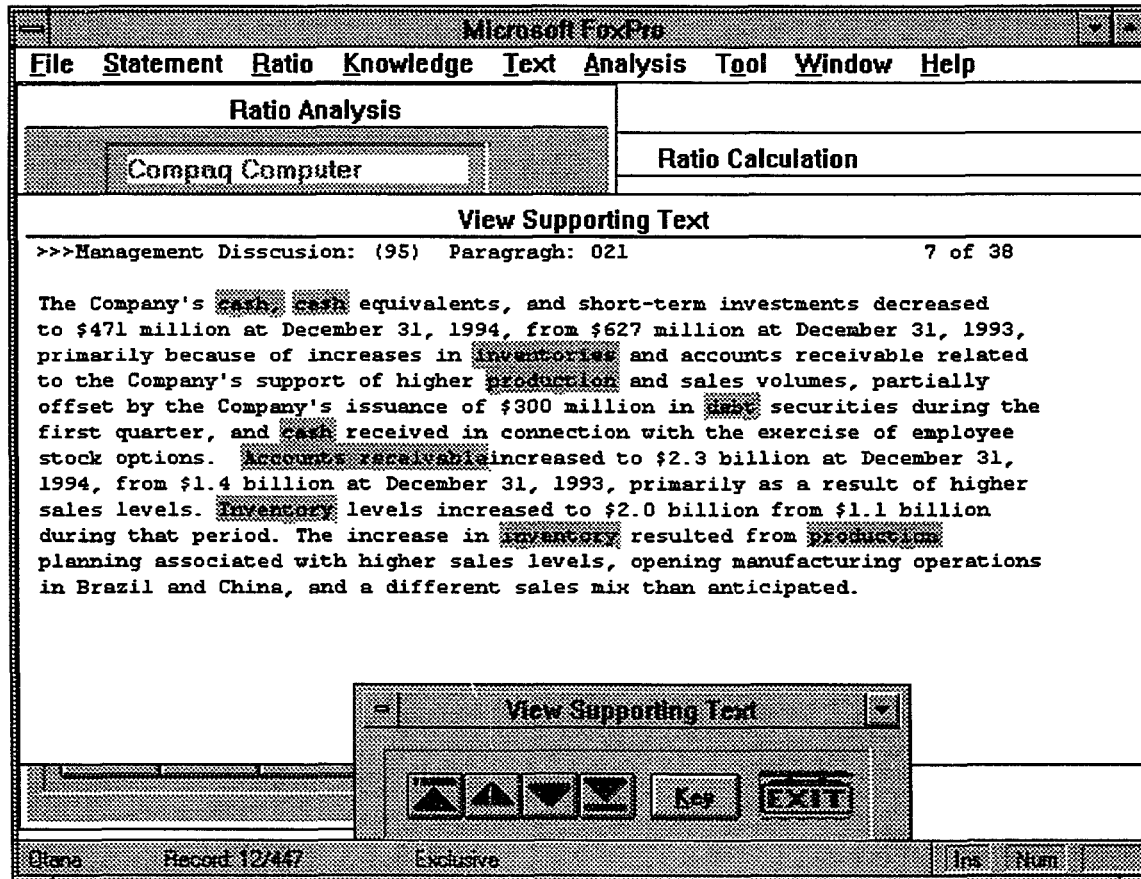 Microsoft FoxPro
File Statement Ratio Knowledge Text Analysis Tool Window Help
Ratio Analysis
Compaq Computer
Ratio Calculation
View Supporting Text
>>>Management Disscusion: (95) Paragragh: 021 7 of 38
The Company's cash, cash equivalents, and short-term investments decreased
to $471 million at December 31, 1994, from $627 million at December 31, 1993,
primarily because of increases in inventories and accounts receivable related
to the Company's support of higher production and sales volumes, partially
offset by the Company's issuance of $300 million in debt securities during the
first quarter, and cash received in connection with the exercise of employee
stock options. Accounts receivableincreased to $2.3 billion at December 31,
1994, from $1.4 billion at December 31, 1993, primarily as a result of higher
sales levels. Inventory levels increased to $2.0 billion from $1.1 billion
during that period. The increase in inventory resulted from production
planning associated with higher sales levels, opening manufacturing operations
in Brazil and China, and a different sales mix than anticipated.
View Supporting Text
Key EXIT
Qtana Record: 12/447 Exclusive Ins Num